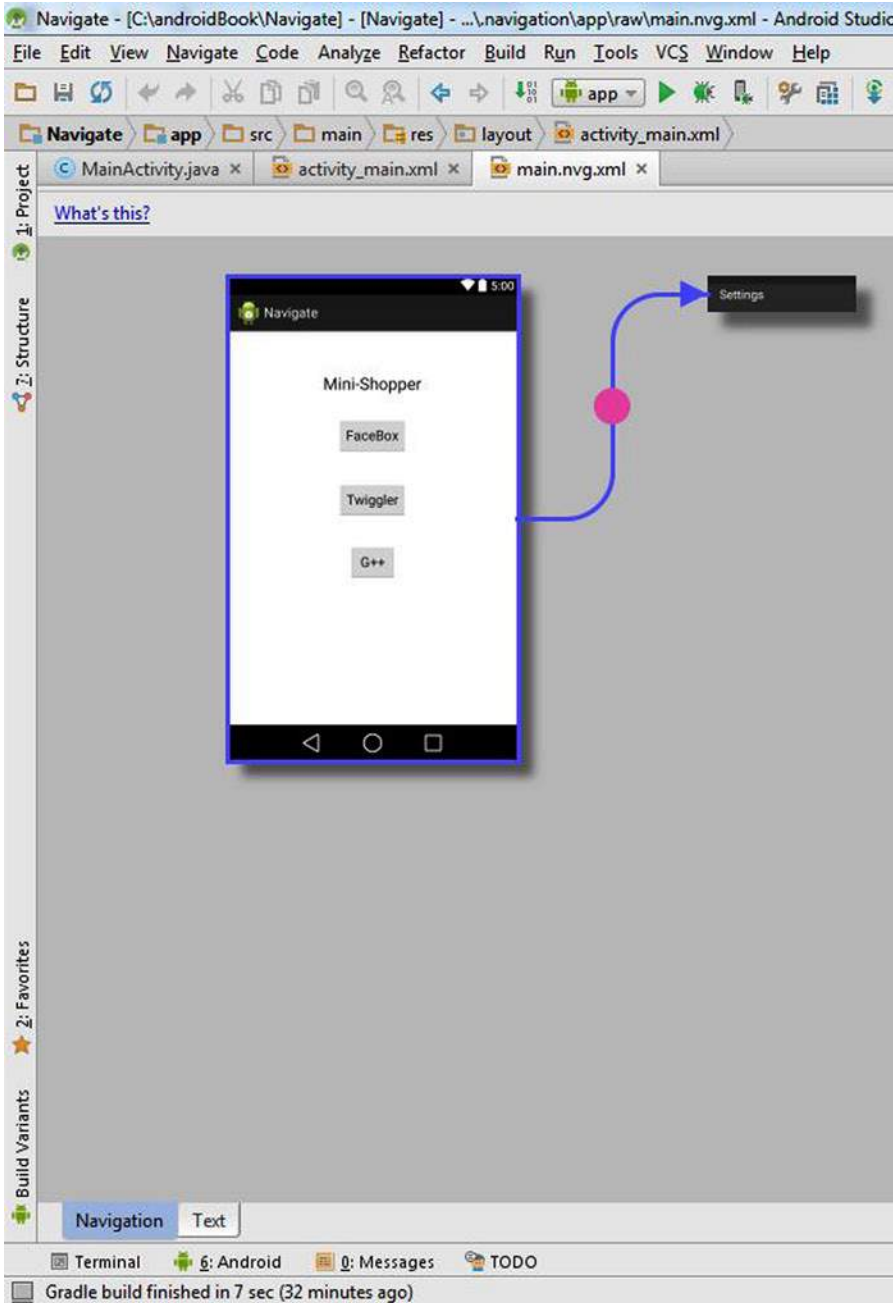 Navigate - [C:\androidBook\Navigate] - [Navigate] - ...\.navigation\app\raw\main.nvg.xml - Android Studio
File Edit View Navigate Code Analyze Refactor Build Run Tools VCS Window Help
app
Navigate app src main res layout activity_main.xml
MainActivity.java × activity_main.xml × main.nvg.xml ×
What's this?
1: Project
7: Structure
2: Favorites
Build Variants
5:00
Navigate
Mini-Shopper
FaceBox
Twiggler
G++
Settings
Navigation Text
Terminal 6: Android 0: Messages TODO
Gradle build finished in 7 sec (32 minutes ago)